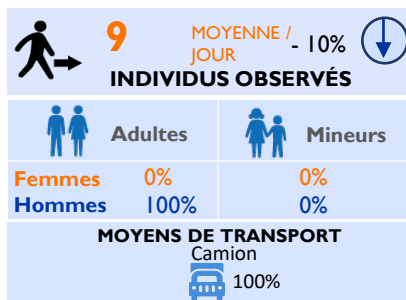 9 MOYENNE / JOUR - 10%
INDIVIDUS OBSERVÉS
Adultes Mineurs
Femmes 0% 0%
Hommes 100% 0%
MOYENS DE TRANSPORT
Camion
100%